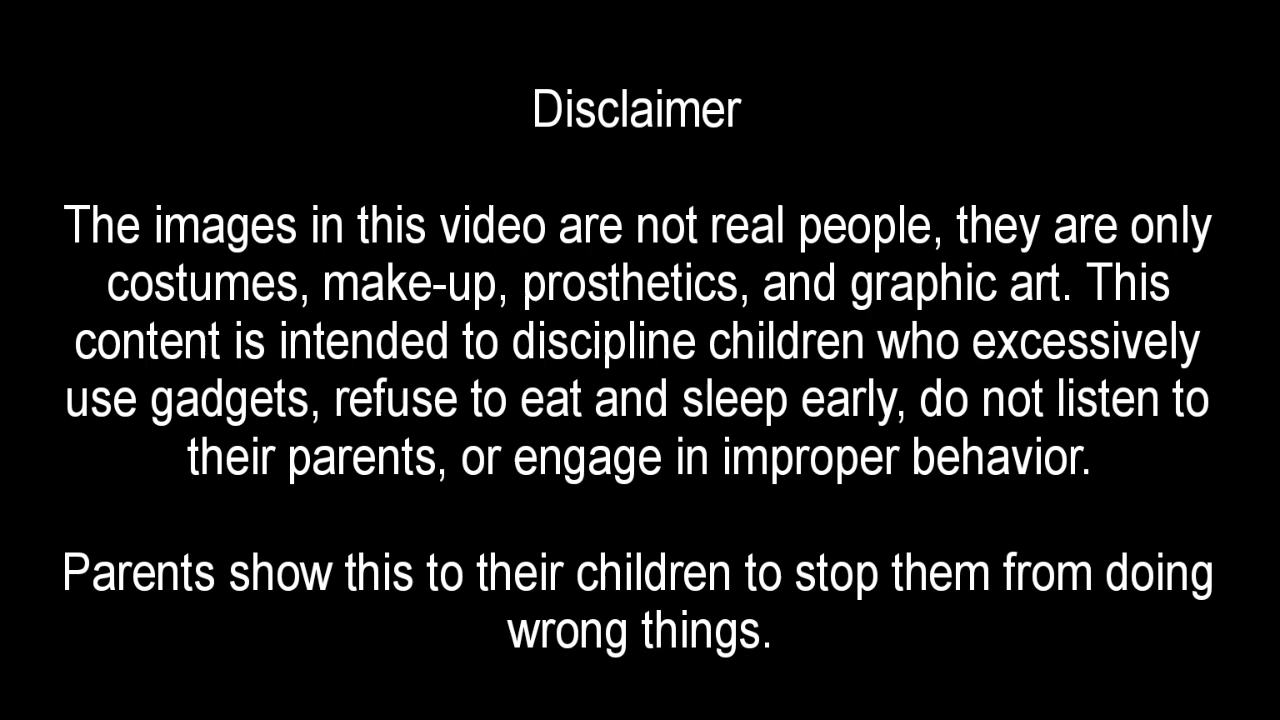 Disclaimer
The images in this video are not real people, they are only
costumes, make-up, prosthetics, and graphic art. This
content is intended to discipline children who excessively
use gadgets, refuse to eat and sleep early, do not listen to
their parents, or engage in improper behavior.
Parents show this to their children to stop them from doing
wrong things.